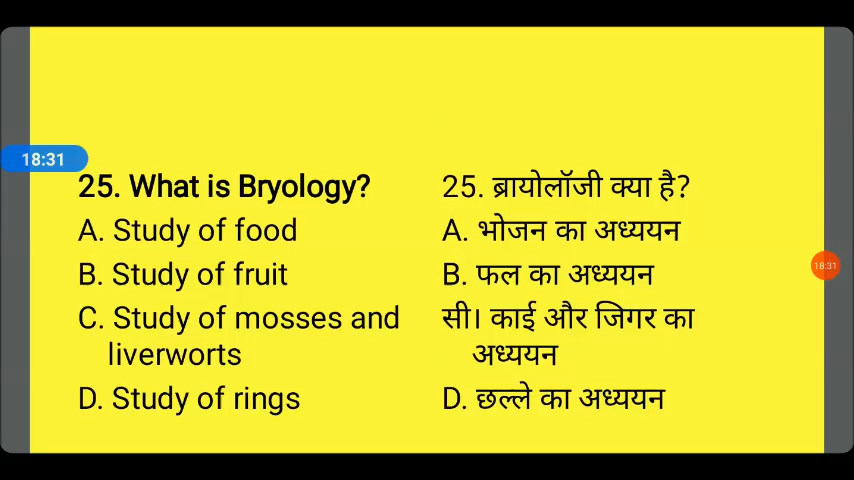 18:31
25. What is Bryology?
A. Study of food
B. Study of fruit
C. Study of mosses and
liverworts
D. Study of rings
25. ब्रायोलॉजी क्या है?
A. भोजन का अध्ययन
B. फल का अध्ययन
सी। काई और जिगर का
अध्ययन
D. छल्ले का अध्ययन
18:31